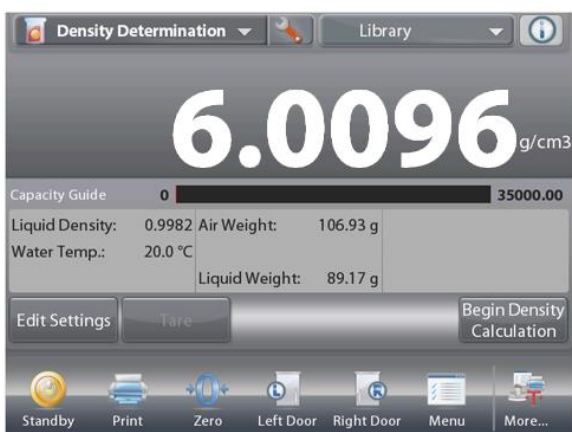 Density Determination Library
6.0096 g/cm3
Capacity Guide 0 35000.00
Liquid Density: 0.9982 Air Weight: 106.93 g
Water Temp.: 20.0 °C
Liquid Weight: 89.17 g
Edit Settings Tare Begin Density
Calculation
Standby Print Zero Left Door Right Door Menu More...